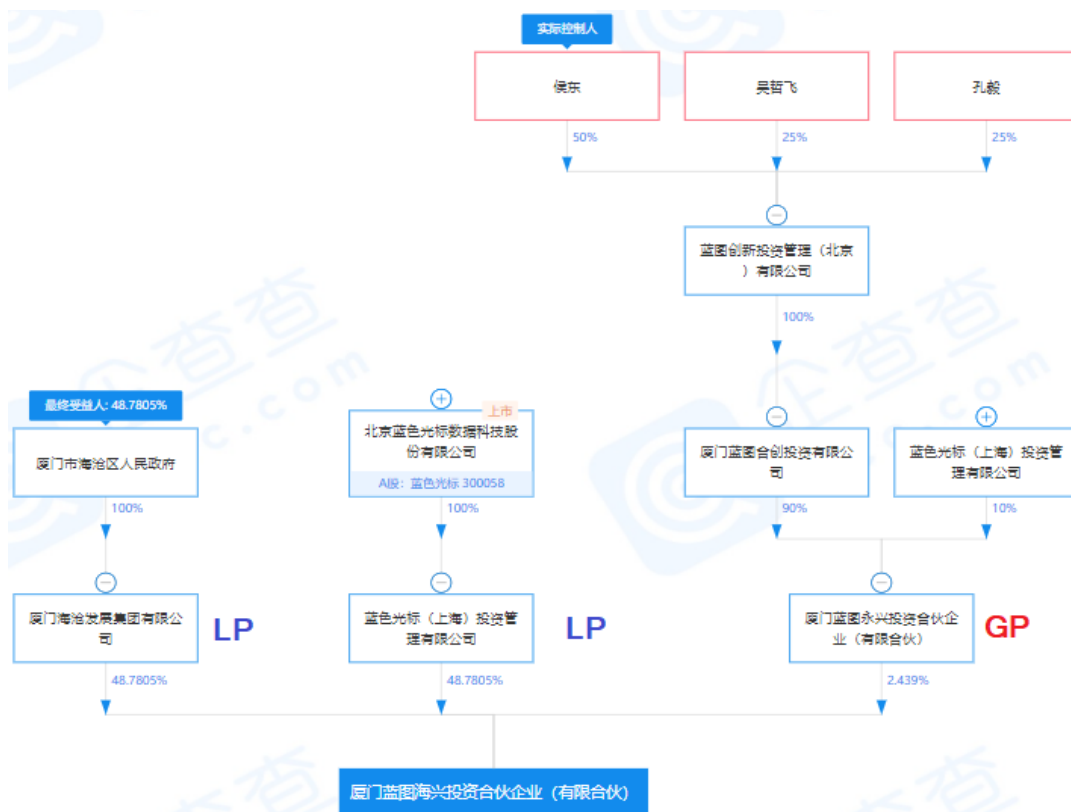 实际控制人
侯东
吴哲飞
孔毅
50%
25%
25%
蓝图创新投资管理（北京
）有限公司
100%
最终受益人: 48.7805%
厦门市海沧区人民政府
上市
北京蓝色光标数据科技股
份有限公司
A股：蓝色光标 300058
厦门蓝图合创投资有限公
司
蓝色光标（上海）投资管
理有限公司
100%
100%
90%
10%
厦门海沧发展集团有限公
司
LP
蓝色光标（上海）投资管
理有限公司
LP
厦门蓝图永兴投资合伙企
业（有限合伙）
GP
48.7805%
48.7805%
2.439%
厦门蓝图海兴投资合伙企业（有限合伙）
企查查
c.com
企查查
c.com